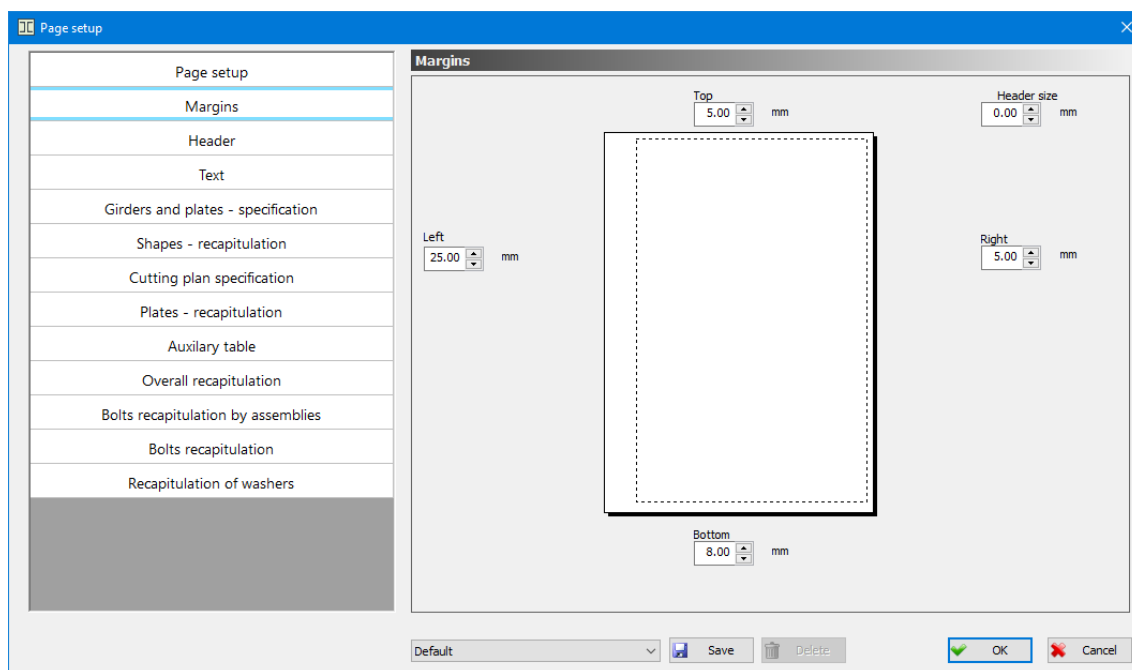 Page setup
Page setup
Margins
Header
Text
Girders and plates - specification
Shapes - recapitulation
Cutting plan specification
Plates - recapitulation
Auxilary table
Overall recapitulation
Bolts recapitulation by assemblies
Bolts recapitulation
Recapitulation of washers
Margins
Top
5.00 mm
Header size
0.00 mm
Left
25.00 mm
Right
5.00 mm
Bottom
8.00 mm
Default
Save
Delete
OK
Cancel